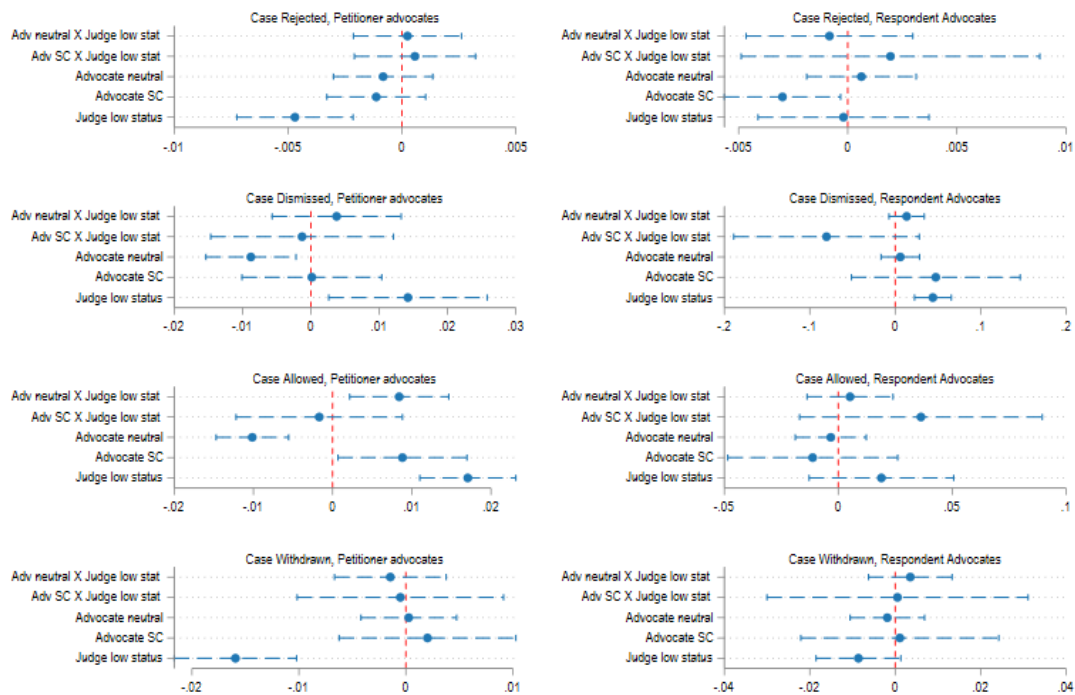 Case Rejected, Petitioner advocates
Adv neutral X Judge low stat
Adv SC X Judge low stat
Advocate neutral
Advocate SC
Judge low status
-.01 -.005 0 .005
Case Rejected, Respondent Advocates
Adv neutral X Judge low stat
Adv SC X Judge low stat
Advocate neutral
Advocate SC
Judge low status
-.005 0 .005 .01
Case Dismissed, Petitioner advocates
Adv neutral X Judge low stat
Adv SC X Judge low stat
Advocate neutral
Advocate SC
Judge low status
-.02 -.01 0 .01 .02 .03
Case Dismissed, Respondent Advocates
Adv neutral X Judge low stat
Adv SC X Judge low stat
Advocate neutral
Advocate SC
Judge low status
-.2 -.1 0 .1 .2
Case Allowed, Petitioner advocates
Adv neutral X Judge low stat
Adv SC X Judge low stat
Advocate neutral
Advocate SC
Judge low status
-.02 -.01 0 .01 .02
Case Allowed, Respondent Advocates
Adv neutral X Judge low stat
Adv SC X Judge low stat
Advocate neutral
Advocate SC
Judge low status
-.05 0 .05 .1
Case Withdrawn, Petitioner advocates
Adv neutral X Judge low stat
Adv SC X Judge low stat
Advocate neutral
Advocate SC
Judge low status
-.02 -.01 0 .01
Case Withdrawn, Respondent Advocates
Adv neutral X Judge low stat
Adv SC X Judge low stat
Advocate neutral
Advocate SC
Judge low status
-.04 -.02 0 .02 .04